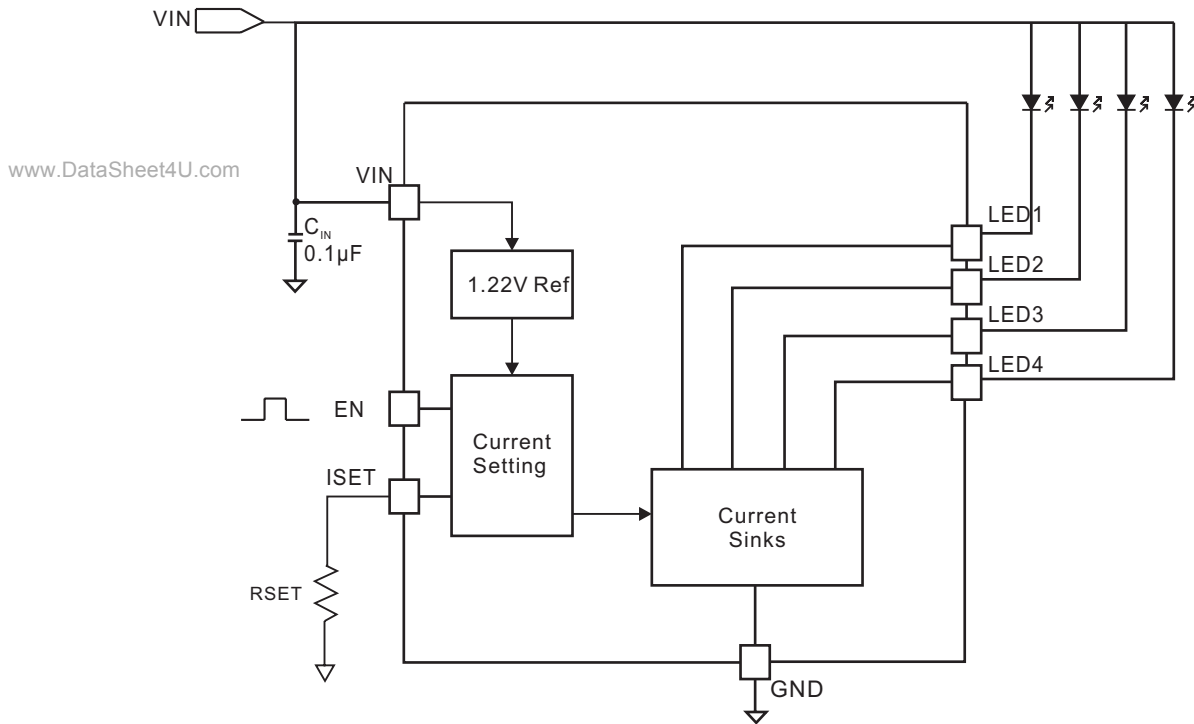 VIN
www.DataSheet4U.com
VIN
C_IN
0.1µF
1.22V Ref
LED1
LED2
LED3
LED4
EN
Current
Setting
ISET
Current
Sinks
RSET
GND